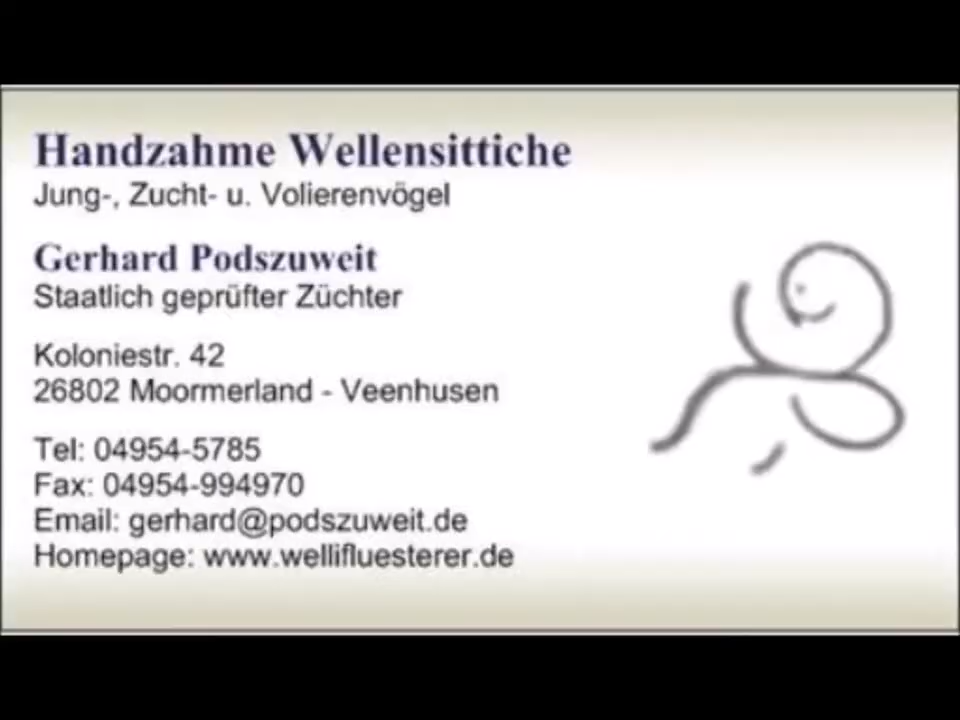 Handzahme Wellensittiche
Jung-, Zucht- u. Volierenvögel
Gerhard Podszuweit
Staatlich geprüfter Züchter
Koloniestr. 42
26802 Moormerland - Veenhusen
Tel: 04954-5785
Fax: 04954-994970
Email: gerhard@podszuweit.de
Homepage: www.wellifluesterer.de